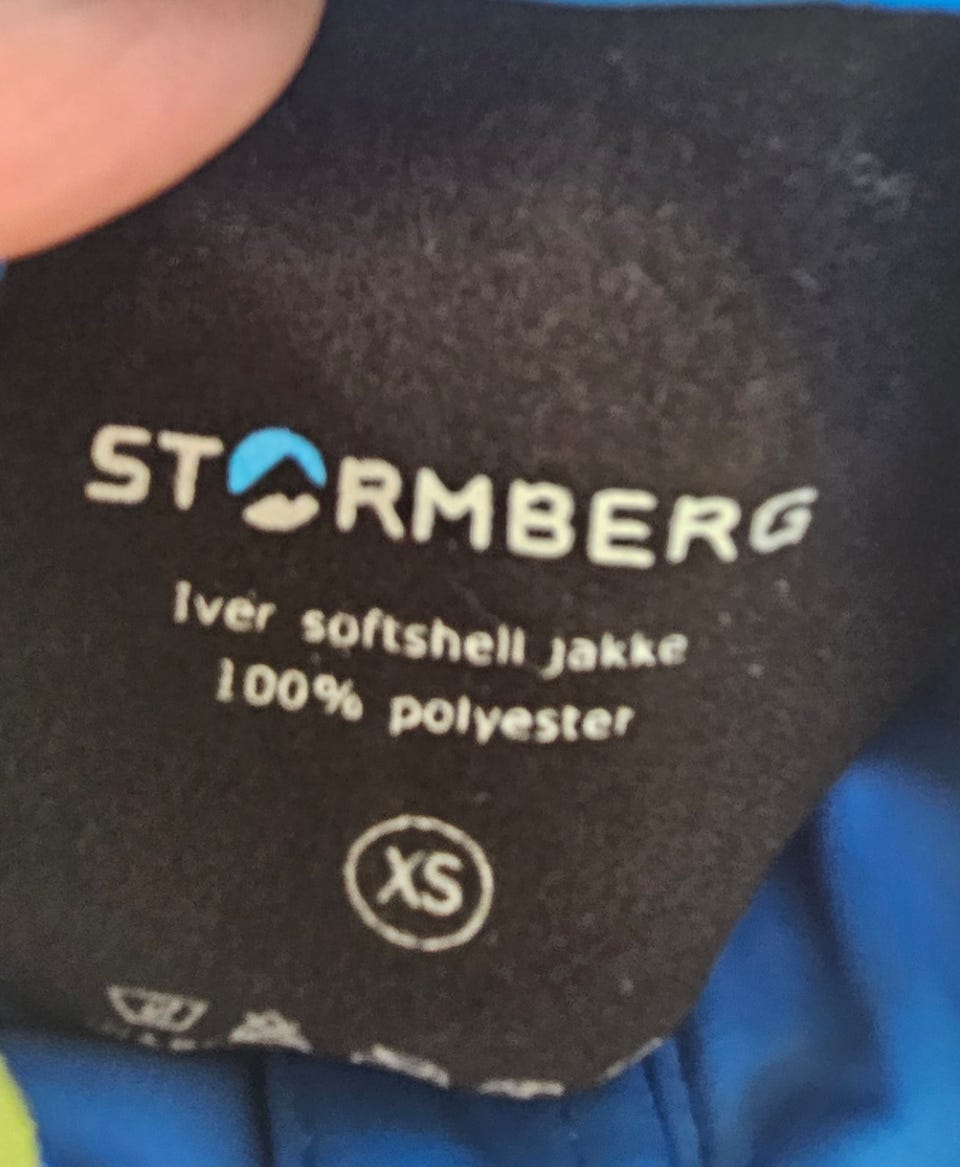 STORMBERG
Iver softshell jakke
100% polyester
XS